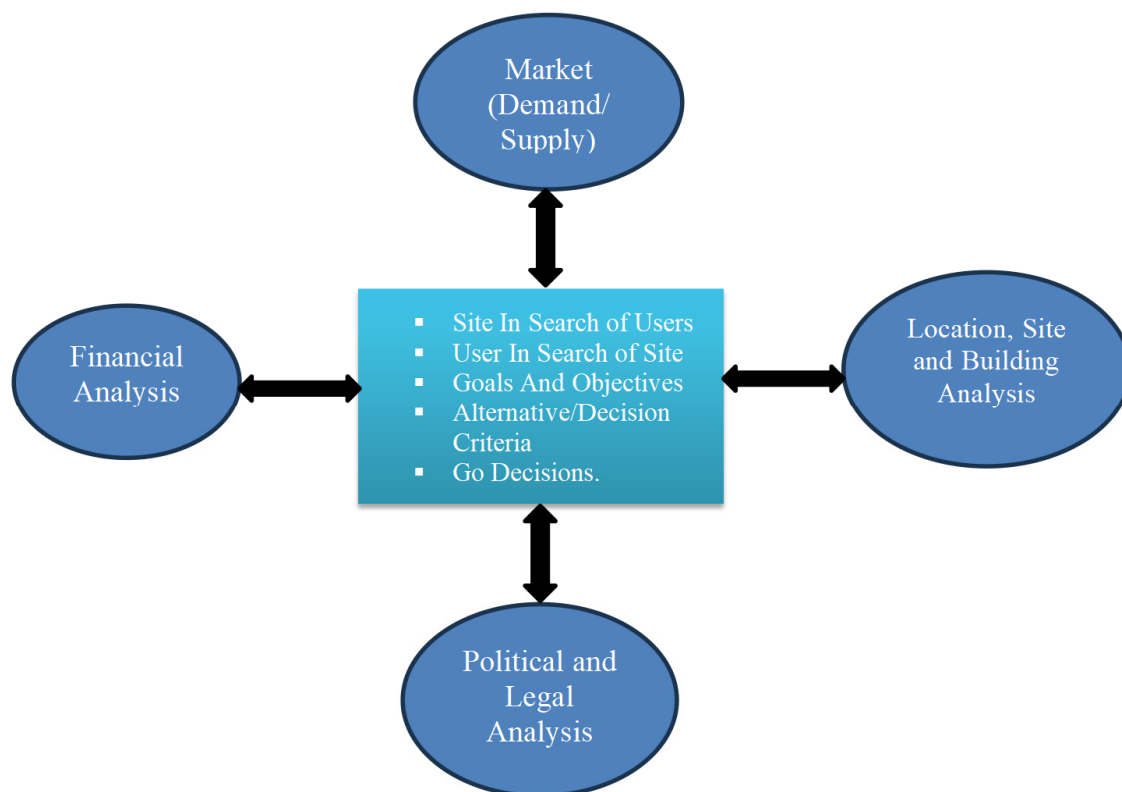 Market
(Demand/
Supply)
Financial
Analysis
▪ Site In Search of Users
▪ User In Search of Site
▪ Goals And Objectives
▪ Alternative/Decision
Criteria
▪ Go Decisions.
Location, Site
and Building
Analysis
Political and
Legal
Analysis